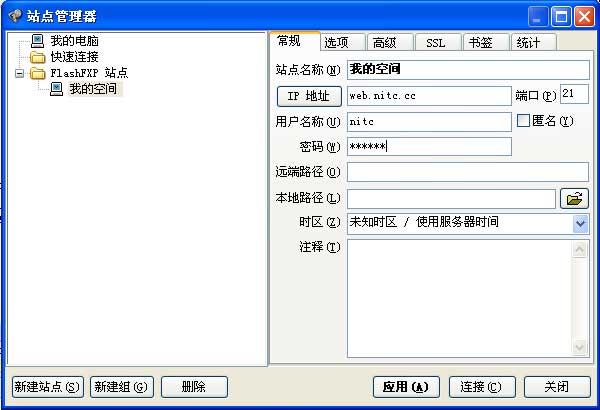 站点管理器
我的电脑
快速连接
FlashFXP 站点
我的空间
常规 选项 高级 SSL 书签 统计
站点名称(N) 我的空间
IP 地址 web.nitc.cc 端口(P) 21
用户名称(U) nitc 匿名(Y)
密码(W) ******
远端路径(O)
本地路径(L)
时区(Z) 未知时区 / 使用服务器时间
注释(T)
新建站点(S) 新建组(G) 删除 应用(A) 连接(C) 关闭